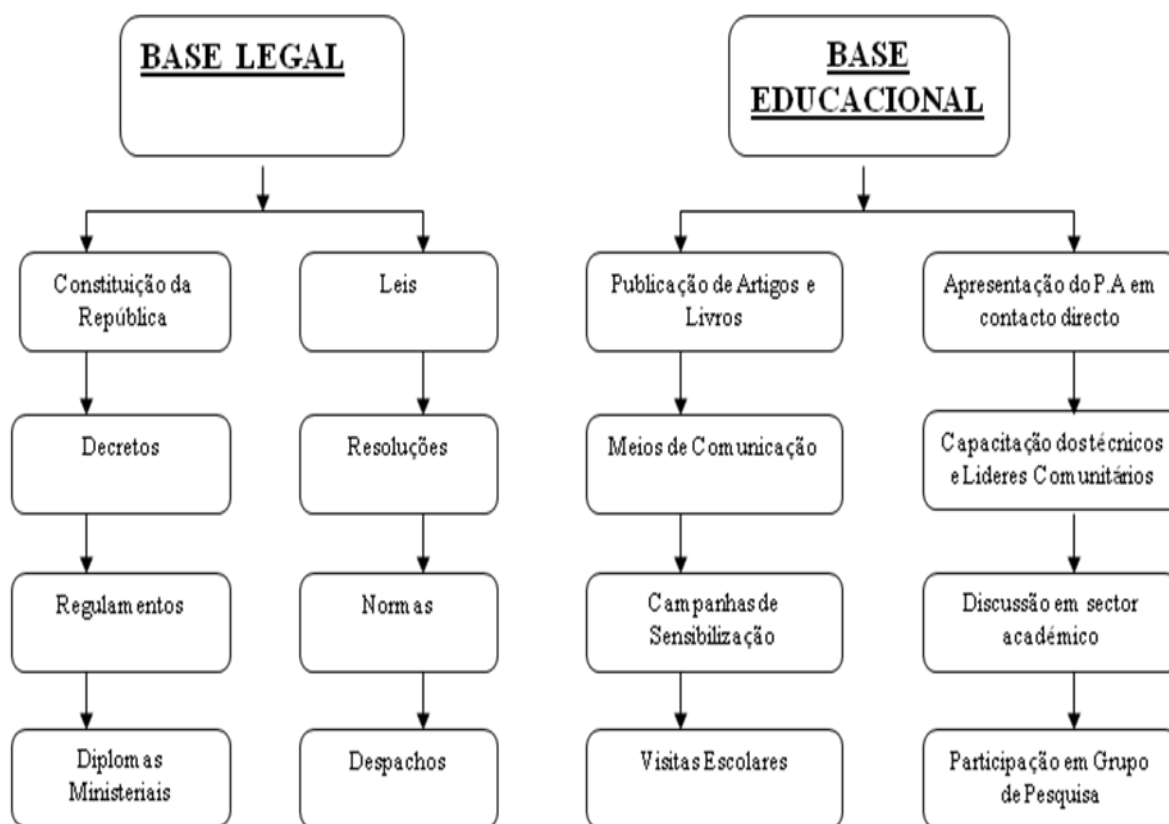 BASE LEGAL
BASE
EDUCACIONAL
Constituição da
República
Leis
Publicação de Artigos e
Livros
Apresentação do P.A em
contacto directo
Decretos
Resoluções
Meios de Comunicação
Capacitação dos técnicos
e Lideres Comunitários
Regulamentos
Normas
Campanhas de
Sensibilização
Discussão em sector
académico
Diplomas
Ministeriais
Despachos
Visitas Escolares
Participação em Grupo
de Pesquisa